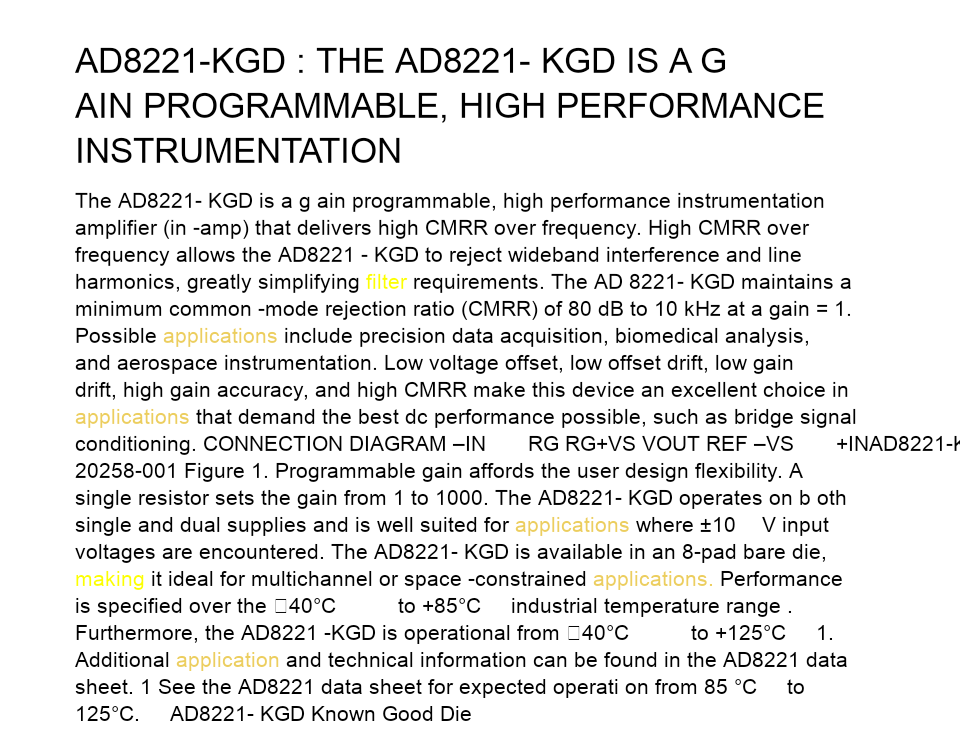 AD8221-KGD : THE AD8221- KGD IS A G
AIN PROGRAMMABLE, HIGH PERFORMANCE
INSTRUMENTATION
The AD8221- KGD is a g ain programmable, high performance instrumentation
amplifier (in -amp) that delivers high CMRR over frequency. High CMRR over
frequency allows the AD8221 - KGD to reject wideband interference and line
harmonics, greatly simplifying filter requirements. The AD 8221- KGD maintains a
minimum common -mode rejection ratio (CMRR) of 80 dB to 10 kHz at a gain = 1.
Possible applications include precision data acquisition, biomedical analysis,
and aerospace instrumentation. Low voltage offset, low offset drift, low gain
drift, high gain accuracy, and high CMRR make this device an excellent choice in
applications that demand the best dc performance possible, such as bridge signal
conditioning. CONNECTION DIAGRAM –IN RG RG+VS VOUT REF –VS +INAD8221-K
20258-001 Figure 1. Programmable gain affords the user design flexibility. A
single resistor sets the gain from 1 to 1000. The AD8221- KGD operates on b oth
single and dual supplies and is well suited for applications where ±10 V input
voltages are encountered. The AD8221- KGD is available in an 8-pad bare die,
making it ideal for multichannel or space -constrained applications. Performance
is specified over the □40°C to +85°C industrial temperature range .
Furthermore, the AD8221 -KGD is operational from □40°C to +125°C 1.
Additional application and technical information can be found in the AD8221 data
sheet. 1 See the AD8221 data sheet for expected operati on from 85 °C to
125°C. AD8221- KGD Known Good Die